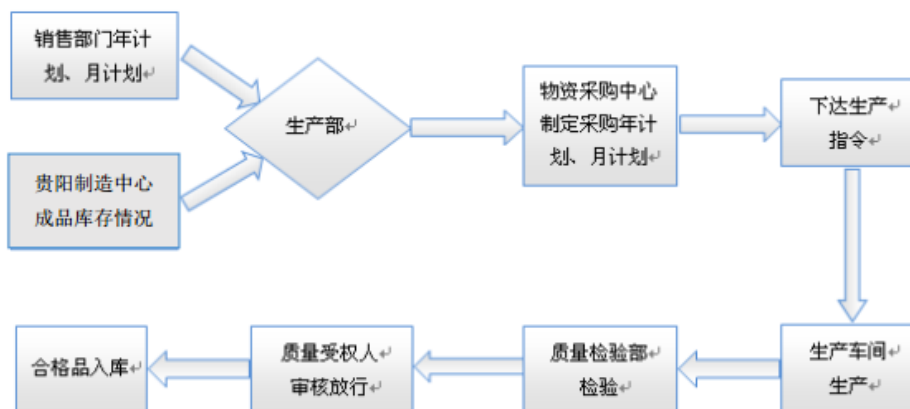 销售部门年计
划、月计划
贵阳制造中心
成品库存情况
生产部
物资采购中心
制定采购年计
划、月计划
下达生产
指令
生产车间
生产
质量检验部
检验
质量受权人
审核放行
合格品入库